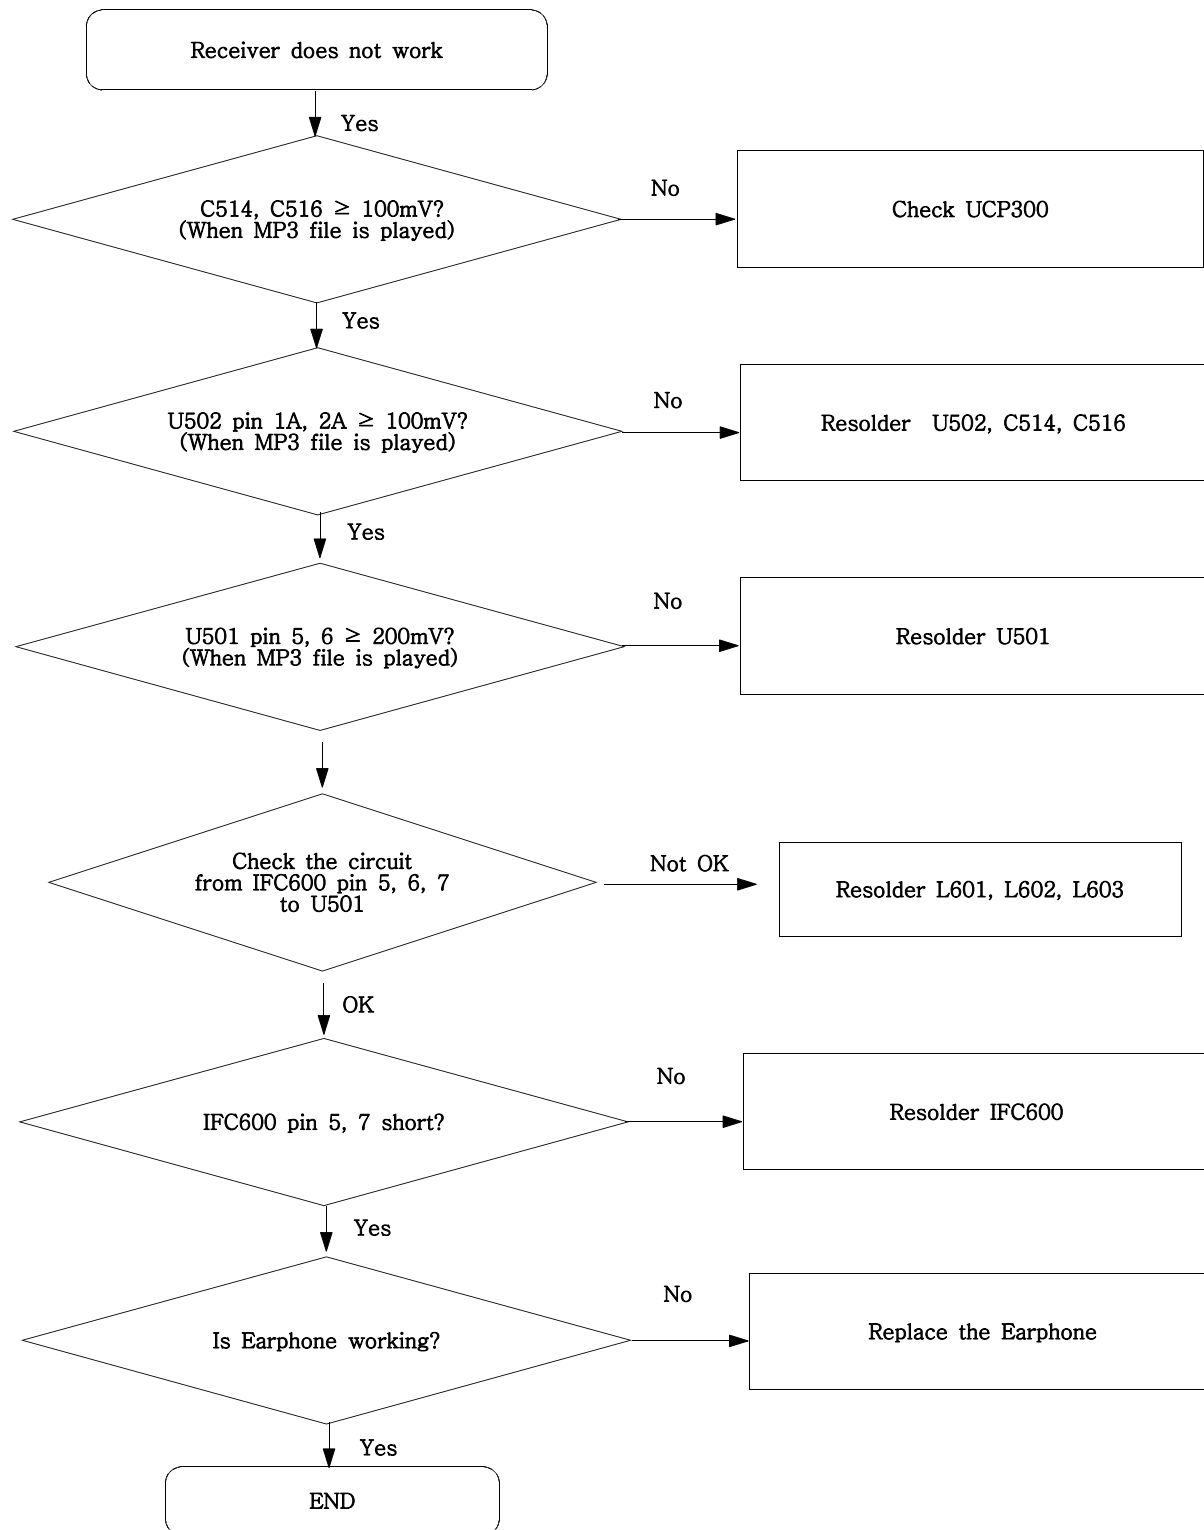 Receiver does not work
Yes
C514, C516 ≥ 100mV?
(When MP3 file is played)
No
Check UCP300
Yes
U502 pin 1A, 2A ≥ 100mV?
(When MP3 file is played)
No
Resolder U502, C514, C516
Yes
U501 pin 5, 6 ≥ 200mV?
(When MP3 file is played)
No
Resolder U501
Check the circuit
from IFC600 pin 5, 6, 7
to U501
Not OK
Resolder L601, L602, L603
OK
IFC600 pin 5, 7 short?
No
Resolder IFC600
Yes
Is Earphone working?
No
Replace the Earphone
Yes
END